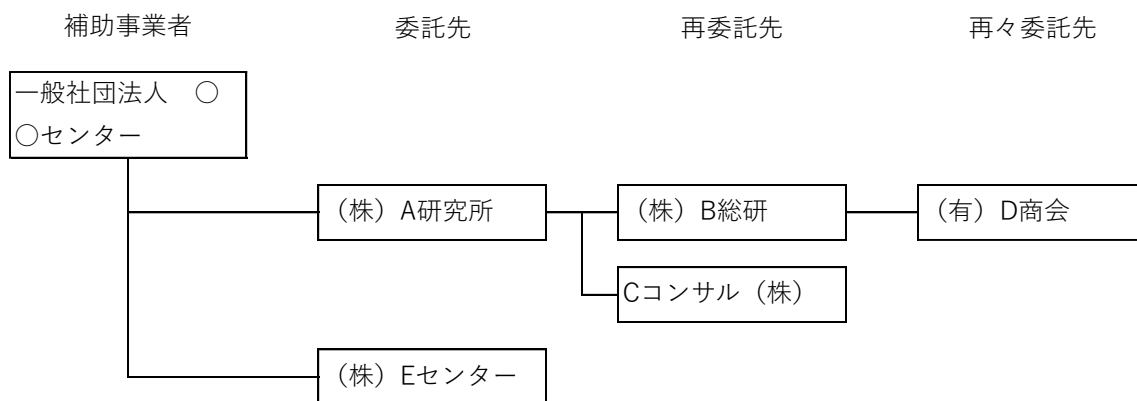 補助事業者
委託先
再委託先
再々委託先
一般社団法人　○
○センター
（株）A研究所
（株）B総研
（有）D商会
Cコンサル（株）
（株）Eセンター